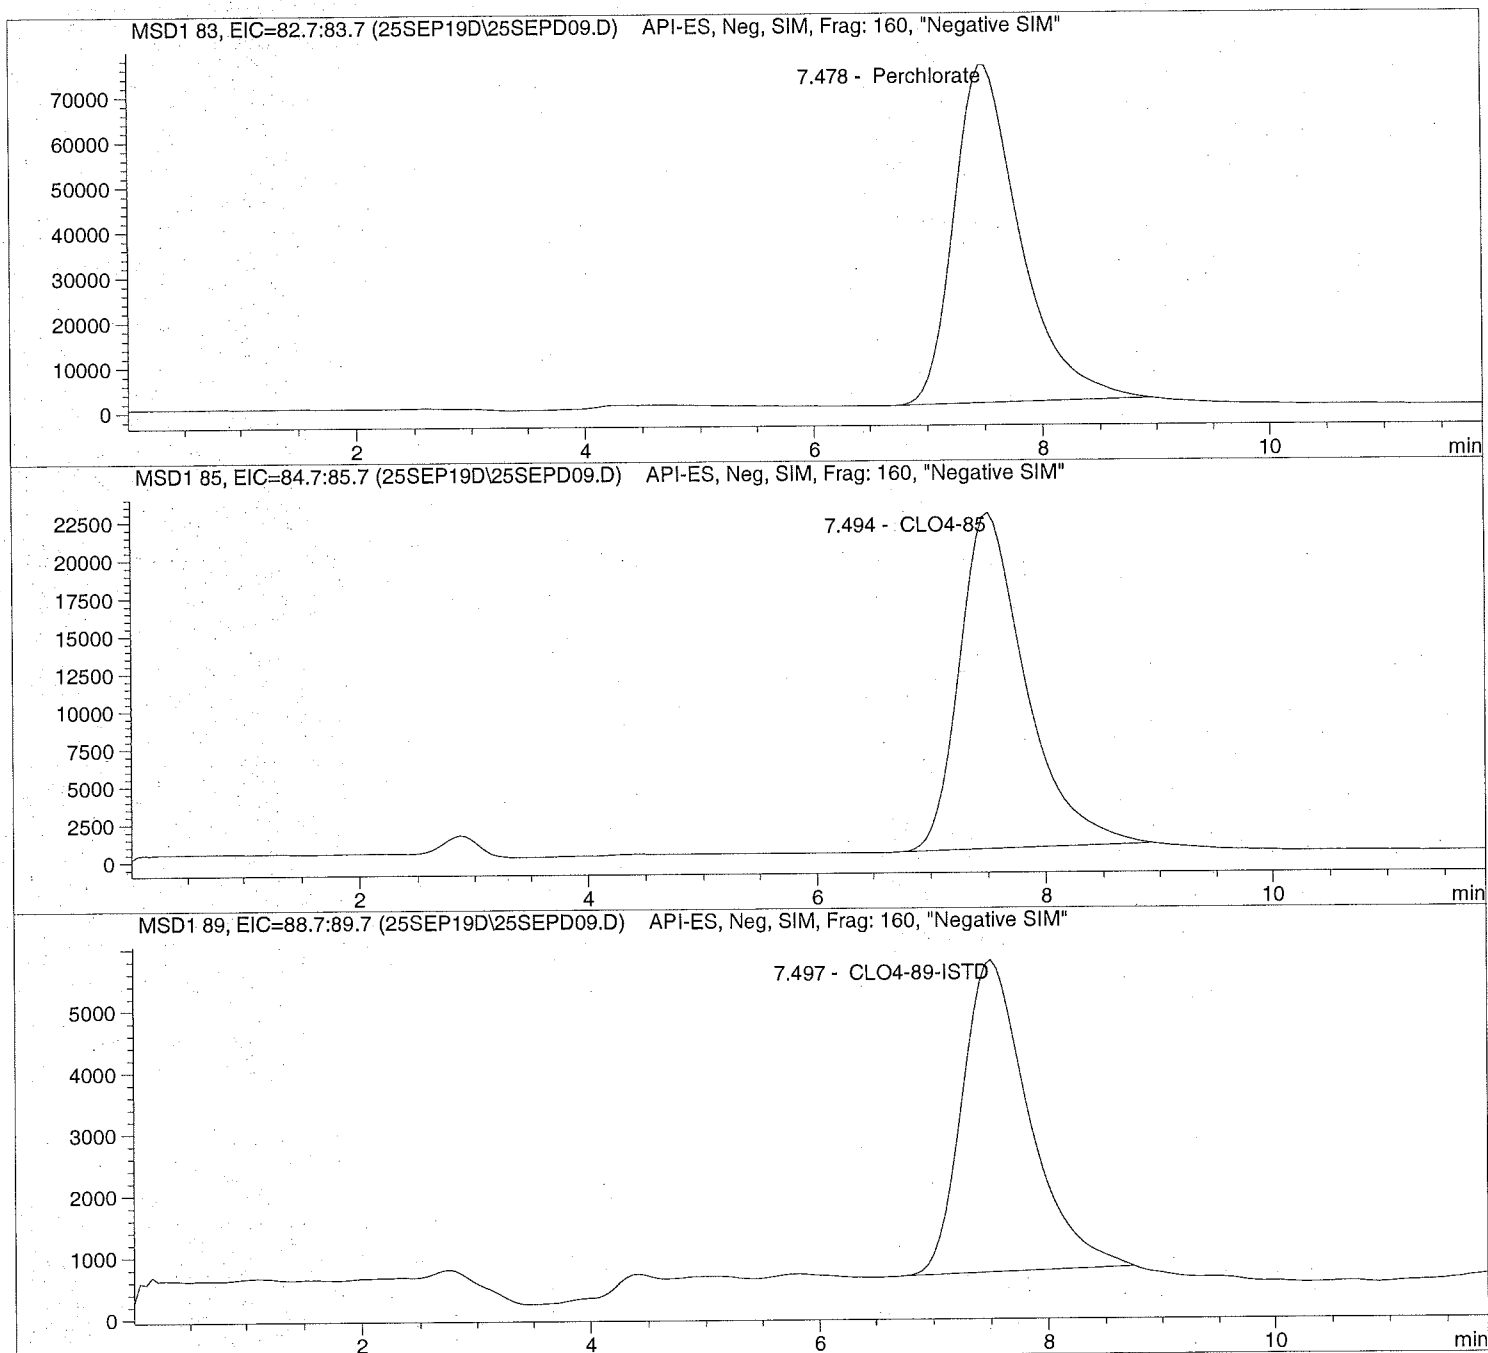 MSD1 83, EIC=82.7:83.7 (25SEP19D\25SEPD09.D) API-ES, Neg, SIM, Frag: 160, "Negative SIM"
7.478 - Perchlorate
70000
60000
50000
40000
30000
20000
10000
0
2 4 6 8 10 min
MSD1 85, EIC=84.7:85.7 (25SEP19D\25SEPD09.D) API-ES, Neg, SIM, Frag: 160, "Negative SIM"
7.494 - CLO4-85
22500
20000
17500
15000
12500
10000
7500
5000
2500
0
2 4 6 8 10 min
MSD1 89, EIC=88.7:89.7 (25SEP19D\25SEPD09.D) API-ES, Neg, SIM, Frag: 160, "Negative SIM"
7.497 - CLO4-89-ISTD
5000
4000
3000
2000
1000
0
2 4 6 8 10 min